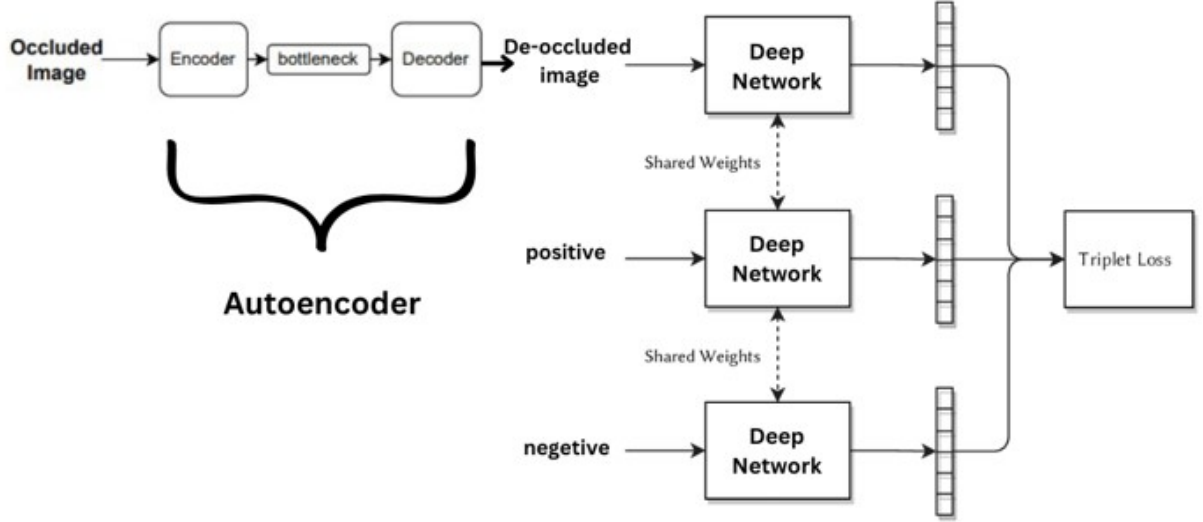 Occluded
Image
Encoder
bottleneck
Decoder
De-occluded
image
Deep
Network
Shared Weights
Autoencoder
positive
Deep
Network
Triplet Loss
Shared Weights
negetive
Deep
Network